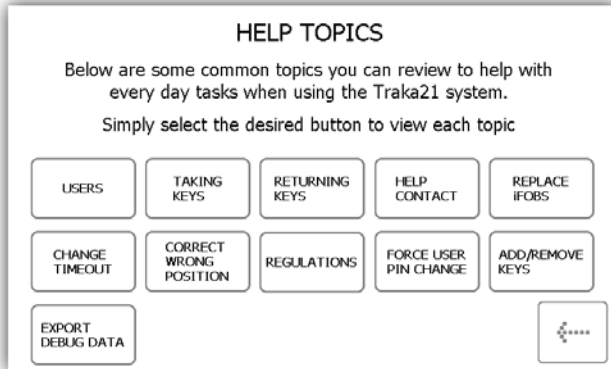 HELP TOPICS
Below are some common topics you can review to help with
every day tasks when using the Traka21 system.
Simply select the desired button to view each topic
USERS
TAKING
KEYS
RETURNING
KEYS
HELP
CONTACT
REPLACE
iFOBS
CHANGE
TIMEOUT
CORRECT
WRONG
POSITION
REGULATIONS
FORCE USER
PIN CHANGE
ADD/REMOVE
KEYS
EXPORT
DEBUG DATA